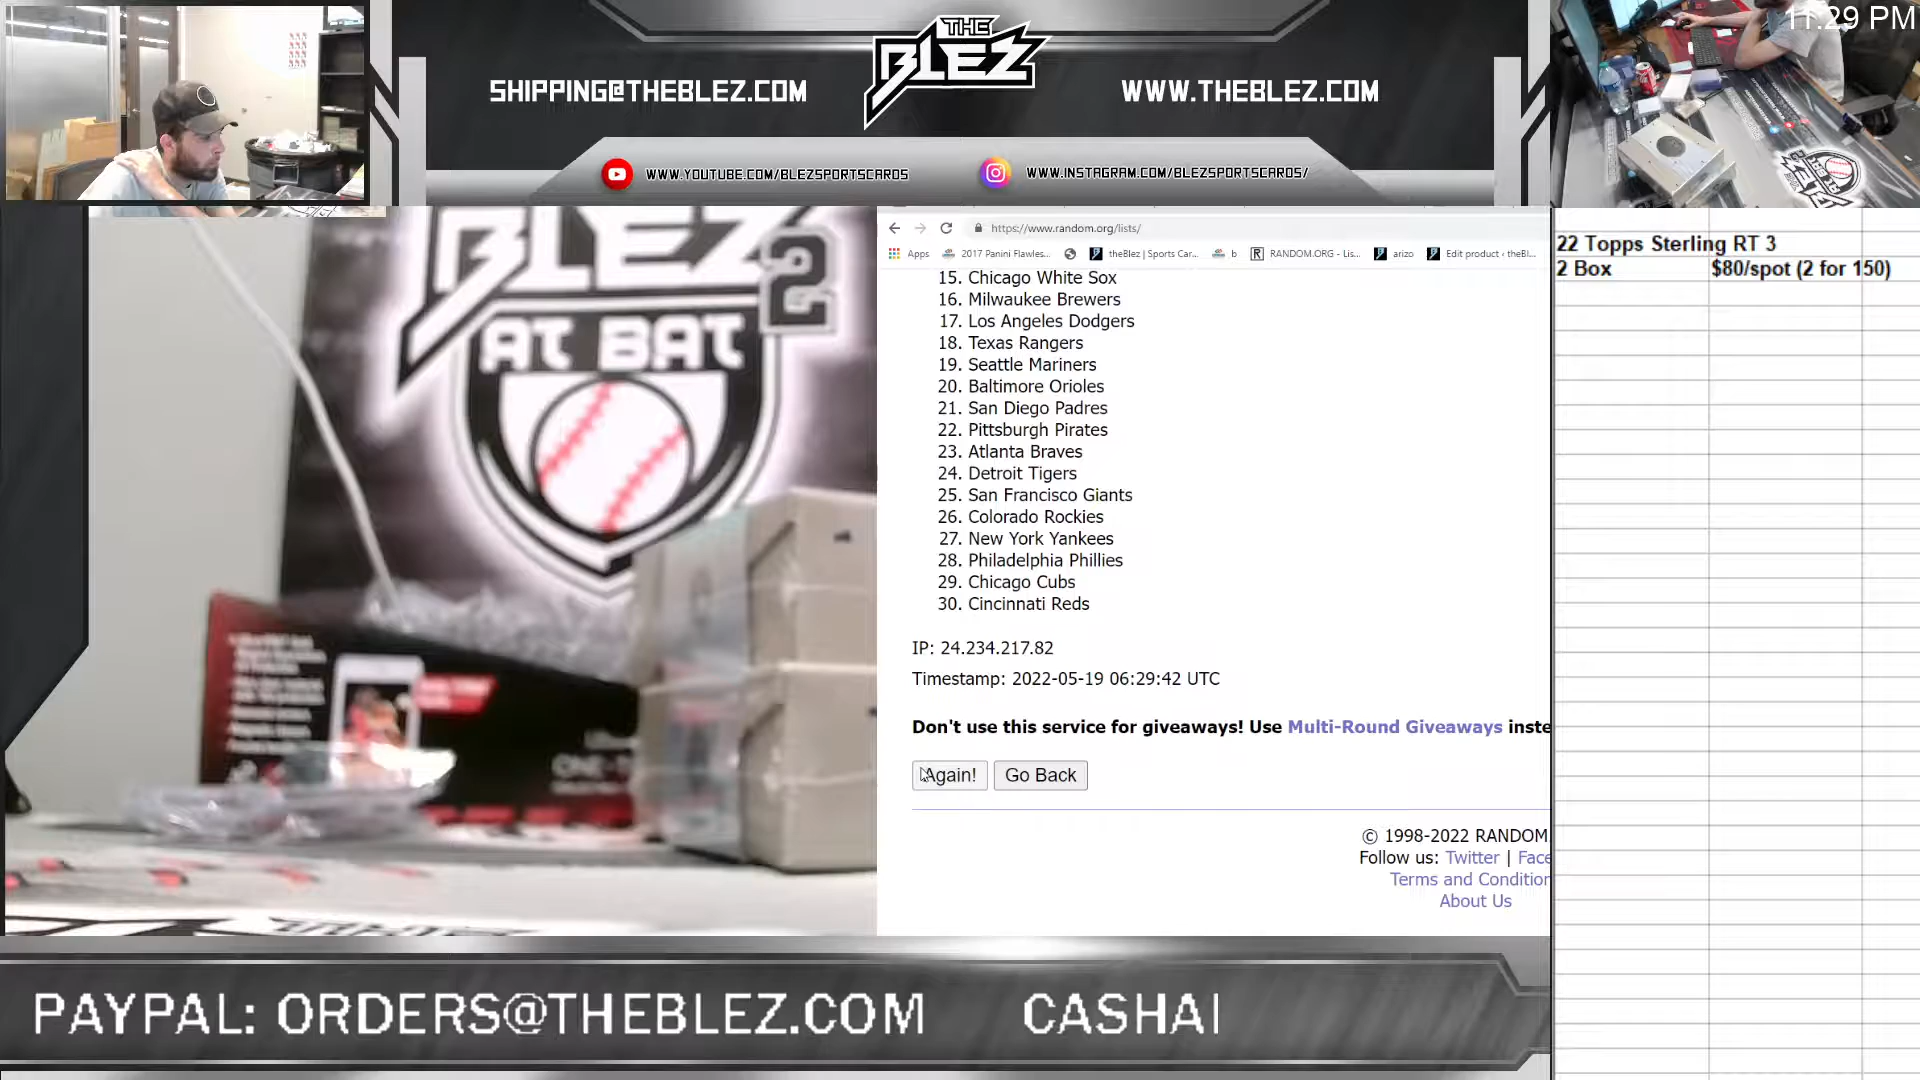 11:29 PM
THE
BLEZ
SHIPPING@THEBLEZ.COM
WWW.THEBLEZ.COM
WWW.YOUTUBE.COM/BLEZSPORTSCARDS
WWW.INSTAGRAM.COM/BLEZSPORTSCARDS/
BLEZ
2
AT BAT
https://www.random.org/lists/
Apps
2017 Panini Flawles...
theBlez | Sports Car...
b
RANDOM.ORG - Lis...
arizo
Edit product ‹ theBl...
15. Chicago White Sox
16. Milwaukee Brewers
17. Los Angeles Dodgers
18. Texas Rangers
19. Seattle Mariners
20. Baltimore Orioles
21. San Diego Padres
22. Pittsburgh Pirates
23. Atlanta Braves
24. Detroit Tigers
25. San Francisco Giants
26. Colorado Rockies
27. New York Yankees
28. Philadelphia Phillies
29. Chicago Cubs
30. Cincinnati Reds
IP: 24.234.217.82
Timestamp: 2022-05-19 06:29:42 UTC
Don't use this service for giveaways! Use Multi-Round Giveaways inste
Again!
Go Back
© 1998-2022 RANDOM
Follow us: Twitter | Face
Terms and Condition
About Us
22 Topps Sterling RT 3
2 Box $80/spot (2 for 150)
PAYPAL: ORDERS@THEBLEZ.COM CASHA